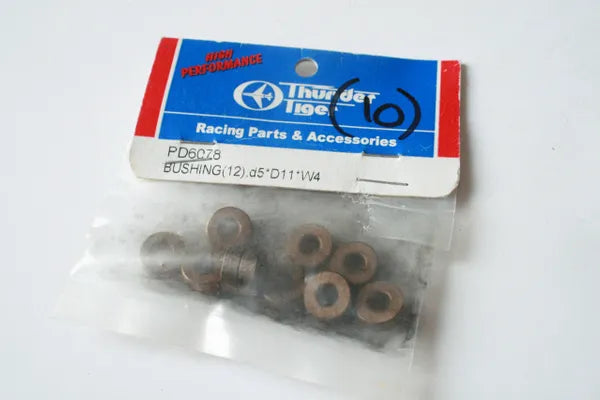 HIGH
PERFORMANCE
Thunder
Tiger
(10)
Racing Parts & Accessories
PD6078
BUSHING(12).d5*D11*W4